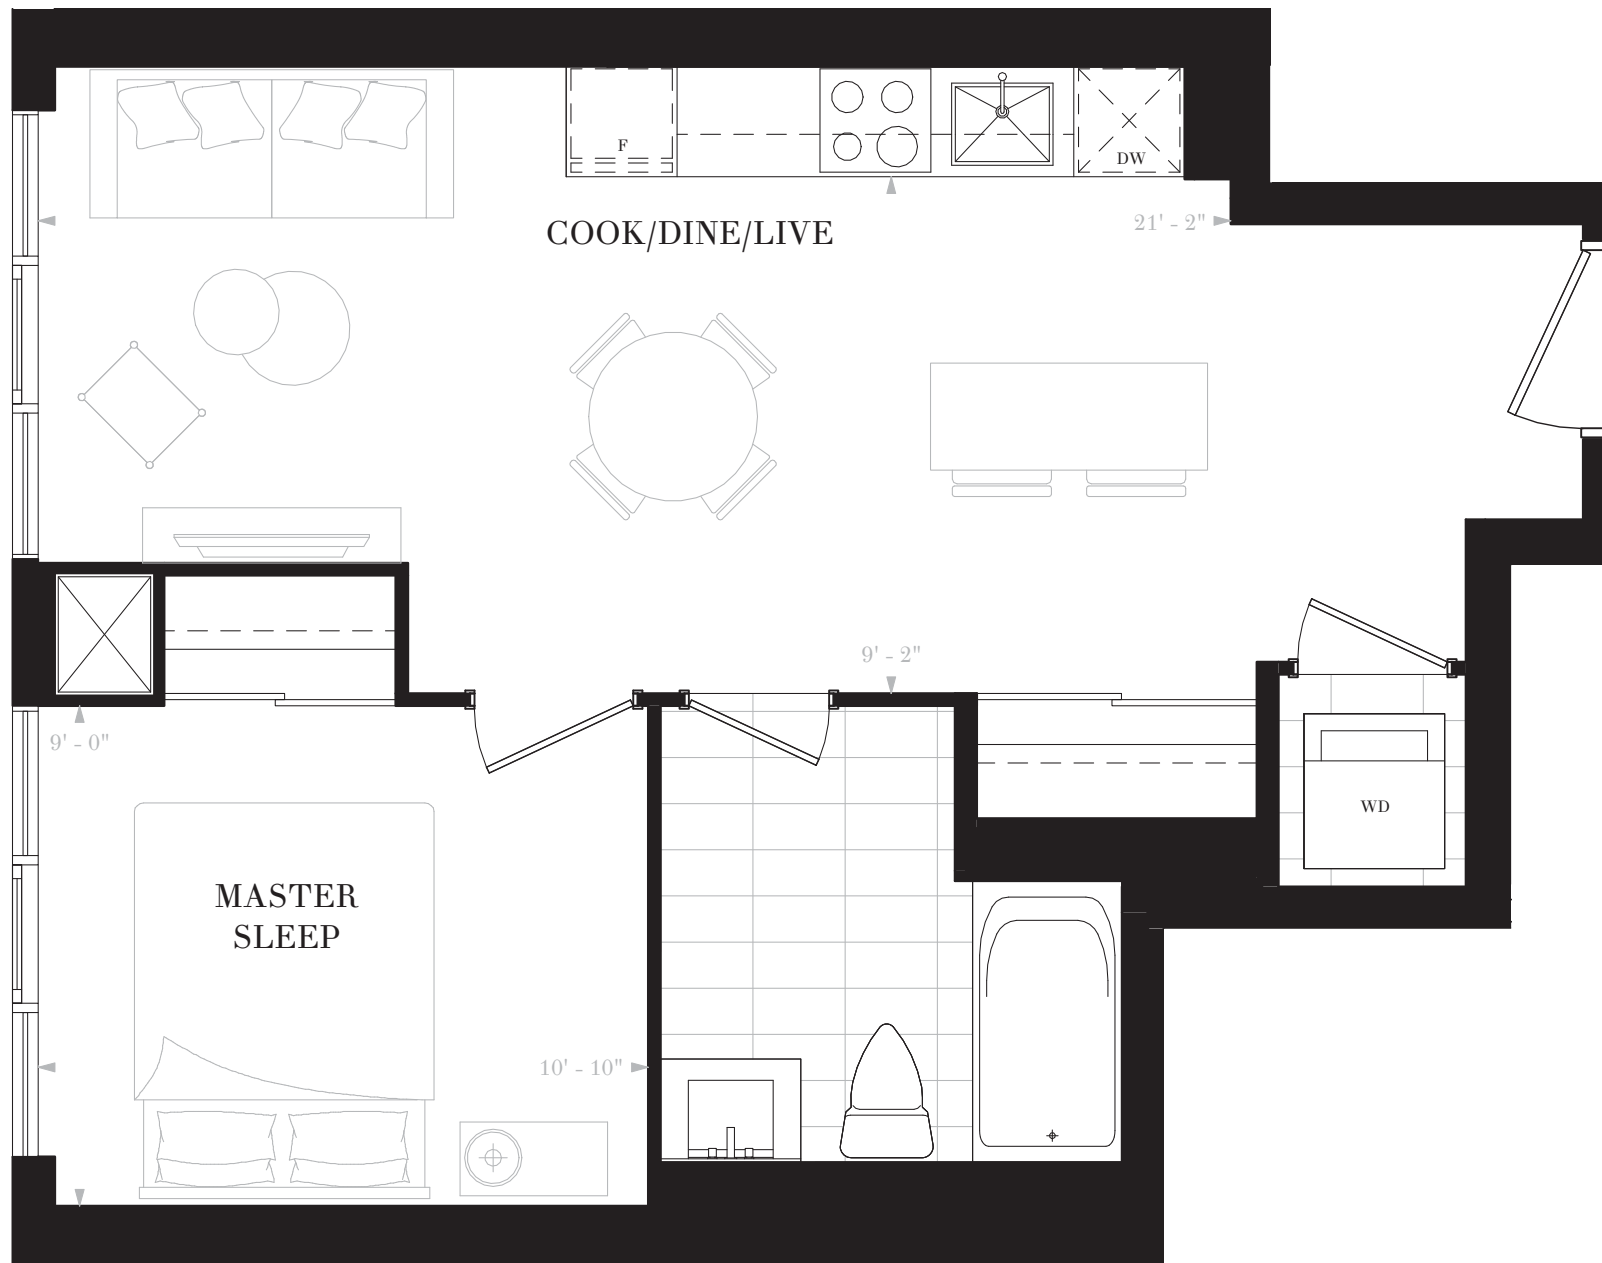 F
DW
21' - 2"
COOK/DINE/LIVE
9' - 2"
9' - 0"
WD
MASTER
SLEEP
10' - 10"